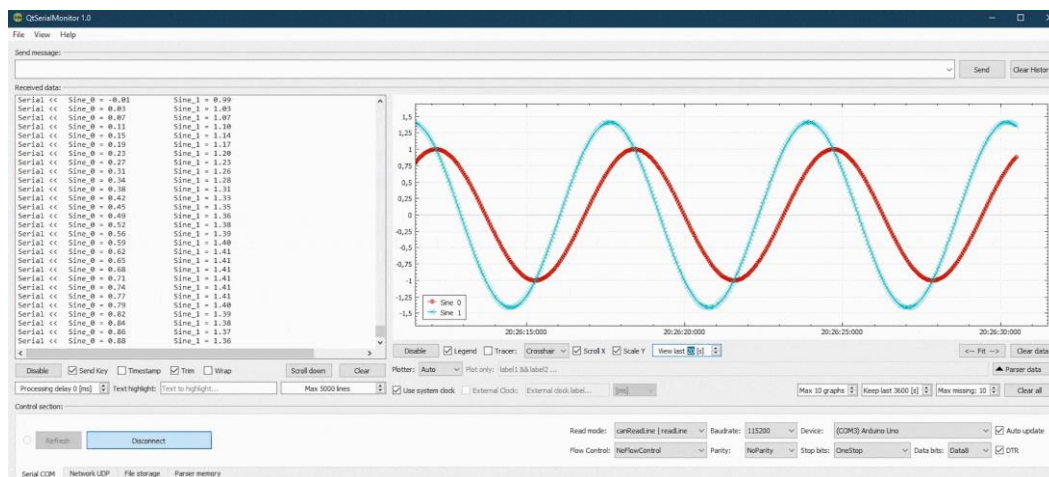 QtSerialMonitor 1.0
File View Help
Send message:
Send Clear Histor
Received data:
Serial << Sine_0 = -0.01 Sine_1 = 0.99
Serial << Sine_0 = 0.03 Sine_1 = 1.03
Serial << Sine_0 = 0.07 Sine_1 = 1.07
Serial << Sine_0 = 0.11 Sine_1 = 1.10
Serial << Sine_0 = 0.15 Sine_1 = 1.14
Serial << Sine_0 = 0.19 Sine_1 = 1.17
Serial << Sine_0 = 0.23 Sine_1 = 1.20
Serial << Sine_0 = 0.27 Sine_1 = 1.23
Serial << Sine_0 = 0.31 Sine_1 = 1.26
Serial << Sine_0 = 0.34 Sine_1 = 1.28
Serial << Sine_0 = 0.38 Sine_1 = 1.31
Serial << Sine_0 = 0.42 Sine_1 = 1.33
Serial << Sine_0 = 0.45 Sine_1 = 1.35
Serial << Sine_0 = 0.49 Sine_1 = 1.36
Serial << Sine_0 = 0.52 Sine_1 = 1.38
Serial << Sine_0 = 0.56 Sine_1 = 1.39
Serial << Sine_0 = 0.59 Sine_1 = 1.40
Serial << Sine_0 = 0.62 Sine_1 = 1.41
Serial << Sine_0 = 0.65 Sine_1 = 1.41
Serial << Sine_0 = 0.68 Sine_1 = 1.41
Serial << Sine_0 = 0.71 Sine_1 = 1.41
Serial << Sine_0 = 0.74 Sine_1 = 1.41
Serial << Sine_0 = 0.77 Sine_1 = 1.41
Serial << Sine_0 = 0.79 Sine_1 = 1.40
Serial << Sine_0 = 0.82 Sine_1 = 1.39
Serial << Sine_0 = 0.84 Sine_1 = 1.38
Serial << Sine_0 = 0.86 Sine_1 = 1.37
Serial << Sine_0 = 0.88 Sine_1 = 1.36
1,5
1,25
1
0,75
0,5
0,25
0
-0,25
-0,5
-0,75
-1
-1,25
-1,5
Sine 0
Sine 1
20:26:15:000 20:26:20:000 20:26:25:000 20:26:30:000
Disable Send Key Timestamp Trim Wrap Scroll down Clear
Processing delay 0 [ms] Text highlight: Text to highlight... Max 5000 lines
Disable Legend Tracer: Crosshair Scroll X Scale Y View last 20 [s] <-- Fit --> Clear data
Plotter: Auto Plot only: label1 && label2 ... Parser data
Use system clock External Clock: External clock label... [ms] Max 10 graphs Keep last 3600 [s] Max missing: 10 Clear all
Control section:
Refresh Disconnect
Read mode: canReadLine | readLine Baudrate: 115200 Device: (COM3) Arduino Uno Auto update
Flow Control: NoFlowControl Parity: NoParity Stop bits: OneStop Data bits: Data8 DTR
Serial COM Network UDP File storage Parser memory